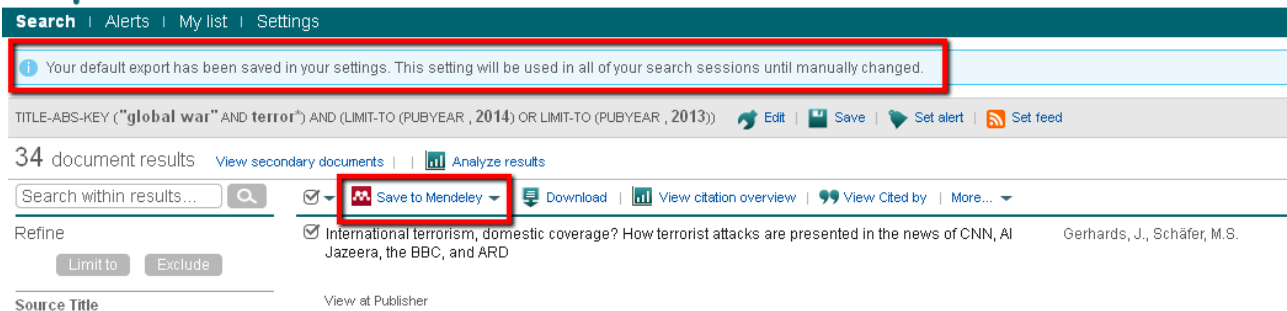 Search | Alerts | My list | Settings
Your default export has been saved in your settings. This setting will be used in all of your search sessions until manually changed.
TITLE-ABS-KEY ("global war" AND terror*) AND (LIMIT-TO (PUBYEAR , 2014) OR LIMIT-TO (PUBYEAR , 2013)) Edit | Save | Set alert | Set feed
34 document results View secondary documents | | Analyze results
Search within results... Save to Mendeley Download | View citation overview | View Cited by | More...
Refine International terrorism, domestic coverage? How terrorist attacks are presented in the news of CNN, Al Gerhards, J., Schäfer, M.S.
Jazeera, the BBC, and ARD
Limit to Exclude
Source Title View at Publisher